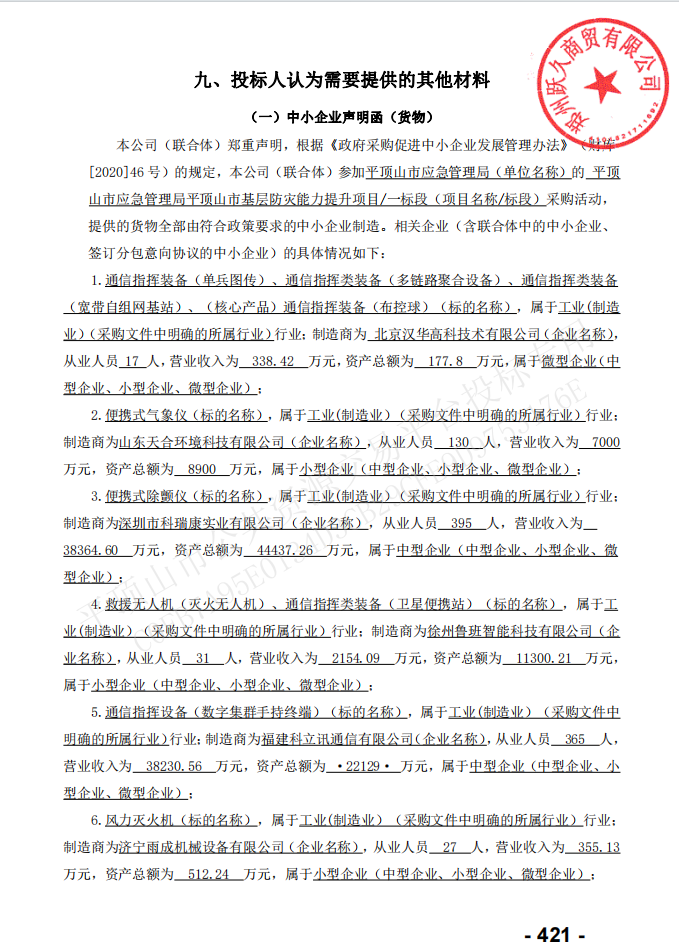 郑州跃久商贸有限公司
九、投标人认为需要提供的其他材料
（一）中小企业声明函（货物）
本公司（联合体）郑重声明，根据《政府采购促进中小企业发展管理办法》（财库
[2020]46号）的规定，本公司（联合体）参加平顶山市应急管理局（单位名称）的 平顶
山市应急管理局平顶山市基层防灾能力提升项目/一标段（项目名称/标段）采购活动，
提供的货物全部由符合政策要求的中小企业制造。相关企业（含联合体中的中小企业、
签订分包意向协议的中小企业）的具体情况如下：
1.通信指挥装备（单兵图传）、通信指挥类装备（多链路聚合设备）、通信指挥类装备
（宽带自组网基站）、（核心产品）通信指挥装备（布控球）（标的名称），属于工业(制造
业)（采购文件中明确的所属行业）行业；制造商为 北京汉华高科技术有限公司（企业名称），
从业人员 17 人，营业收入为 338.42 万元，资产总额为 177.8 万元，属于微型企业（中
型企业、小型企业、微型企业）；
2.便携式气象仪（标的名称），属于工业(制造业)（采购文件中明确的所属行业）行业；
制造商为山东天合环境科技有限公司（企业名称），从业人员 130 人，营业收入为 7000
万元，资产总额为 8900 万元，属于小型企业（中型企业、小型企业、微型企业）；
3.便携式除颤仪（标的名称），属于工业(制造业)（采购文件中明确的所属行业）行业；
制造商为深圳市科瑞康实业有限公司（企业名称），从业人员 395 人，营业收入为
38364.60 万元，资产总额为 44437.26 万元，属于中型企业（中型企业、小型企业、微
型企业）；
4.救援无人机（灭火无人机）、通信指挥类装备（卫星便携站）（标的名称），属于工
业(制造业)（采购文件中明确的所属行业）行业；制造商为徐州鲁班智能科技有限公司（企
业名称），从业人员 31 人，营业收入为 2154.09 万元，资产总额为 11300.21 万元，
属于小型企业（中型企业、小型企业、微型企业）；
5.通信指挥设备（数字集群手持终端）（标的名称），属于工业(制造业)（采购文件中
明确的所属行业）行业；制造商为福建科立讯通信有限公司（企业名称），从业人员 365 人，
营业收入为 38230.56 万元，资产总额为 ·22129· 万元，属于中型企业（中型企业、小
型企业、微型企业）；
6.风力灭火机（标的名称），属于工业(制造业)（采购文件中明确的所属行业）行业；
制造商为济宁雨成机械设备有限公司（企业名称），从业人员 27 人，营业收入为 355.13
万元，资产总额为 512.24 万元，属于小型企业（中型企业、小型企业、微型企业）；
平顶山市公共资源交易平台投标专用
- 421 -